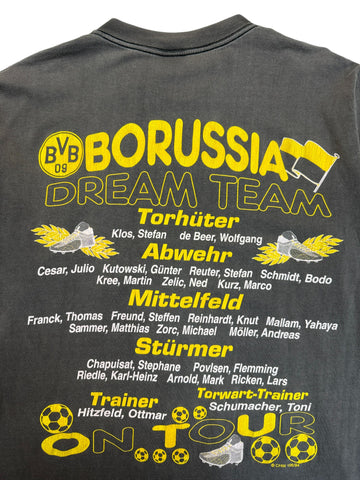 BVB
09
BORUSSIA
DREAM TEAM
Torhüter
Klos, Stefan de Beer, Wolfgang
Abwehr
Cesar, Julio Kutowski, Günter Reuter, Stefan Schmidt, Bodo
Kree, Martin Zelic, Ned Kurz, Marco
Mittelfeld
Franck, Thomas Freund, Steffen Reinhardt, Knut Mallam, Yahaya
Sammer, Matthias Zorc, Michael Möller, Andreas
Stürmer
Chapuisat, Stephane Povlsen, Flemming
Riedle, Karl-Heinz Arnold, Mark Ricken, Lars
Trainer
Hitzfeld, Ottmar
Torwart-Trainer
Schumacher, Toni
ON TOUR